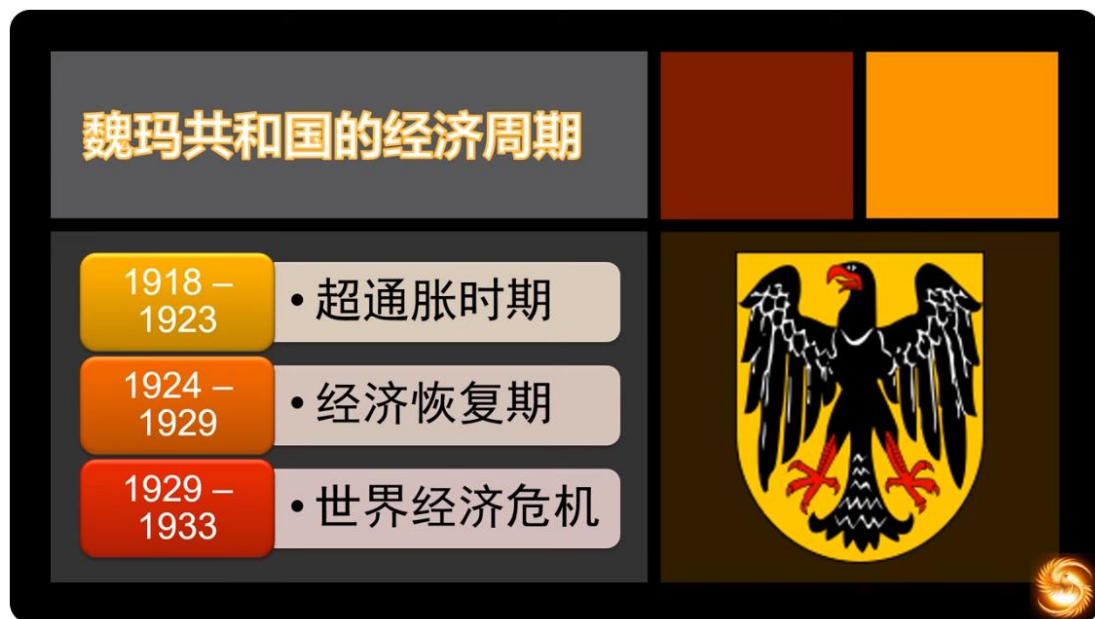 魏玛共和国的经济周期
1918 –
1923
• 超通胀时期
1924 –
1929
• 经济恢复期
1929 –
1933
• 世界经济危机